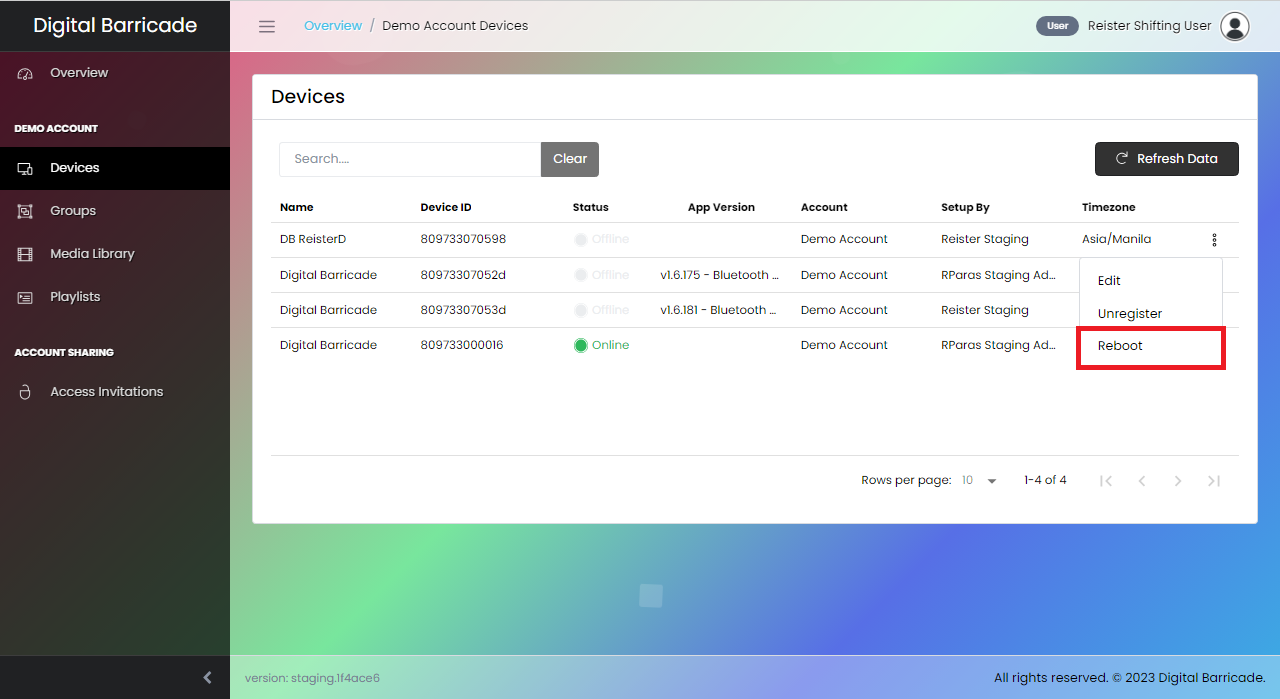 Digital Barricade
Overview / Demo Account Devices
User Reister Shifting User
Overview
DEMO ACCOUNT
Devices
Groups
Media Library
Playlists
ACCOUNT SHARING
Access Invitations
Devices
Search....
Clear
Refresh Data
Name Device ID Status App Version Account Setup By Timezone
DB ReisterD 809733070598 Offline Demo Account Reister Staging Asia/Manila
Digital Barricade 80973307052d Offline v1.6.175 - Bluetooth ... Demo Account RParas Staging Ad...
Digital Barricade 80973307053d Offline v1.6.181 - Bluetooth ... Demo Account Reister Staging
Digital Barricade 809733000016 Online Demo Account RParas Staging Ad...
Edit
Unregister
Reboot
Rows per page: 10 1-4 of 4
version: staging.1f4ace6
All rights reserved. © 2023 Digital Barricade.